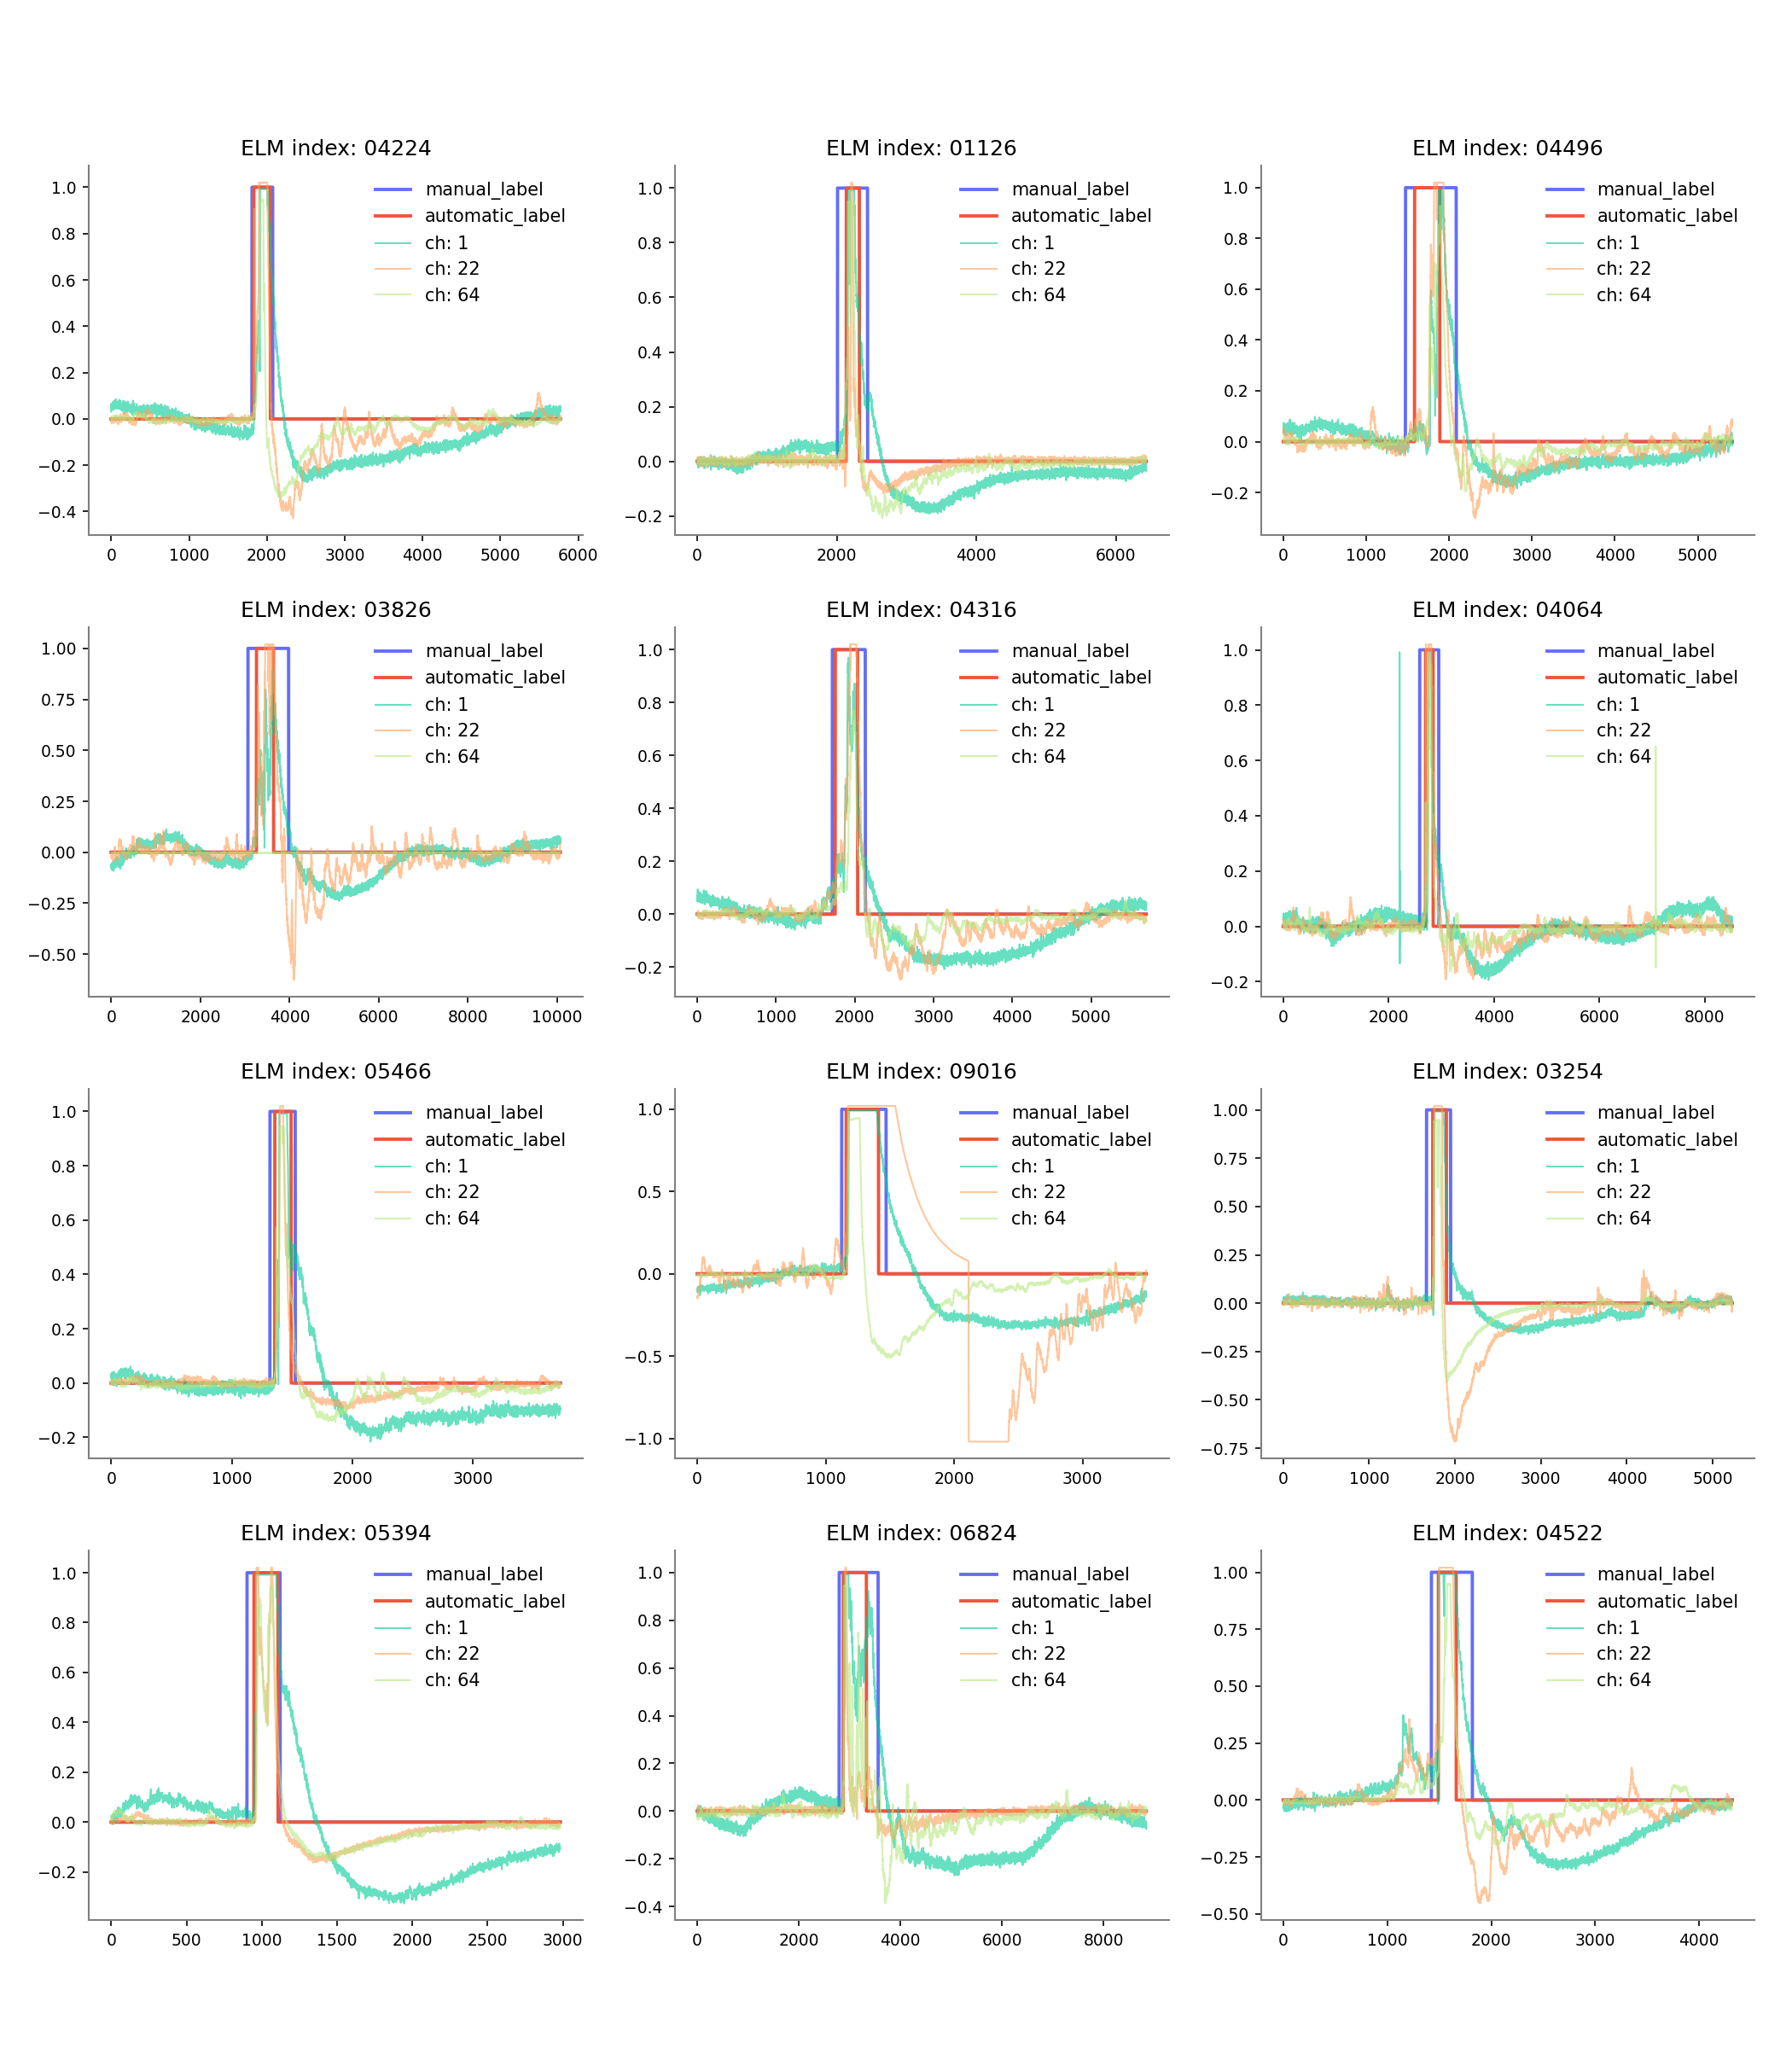 ELM index: 04224
1.0
0.8
0.6
0.4
0.2
0.0
−0.2
−0.4
0 1000 2000 3000 4000 5000 6000
manual_label
automatic_label
ch: 1
ch: 22
ch: 64
ELM index: 01126
1.0
0.8
0.6
0.4
0.2
0.0
−0.2
0 2000 4000 6000
manual_label
automatic_label
ch: 1
ch: 22
ch: 64
ELM index: 04496
1.0
0.8
0.6
0.4
0.2
0.0
−0.2
0 1000 2000 3000 4000 5000
manual_label
automatic_label
ch: 1
ch: 22
ch: 64
ELM index: 03826
1.00
0.75
0.50
0.25
0.00
−0.25
−0.50
0 2000 4000 6000 8000 10000
manual_label
automatic_label
ch: 1
ch: 22
ch: 64
ELM index: 04316
1.0
0.8
0.6
0.4
0.2
0.0
−0.2
0 1000 2000 3000 4000 5000
manual_label
automatic_label
ch: 1
ch: 22
ch: 64
ELM index: 04064
1.0
0.8
0.6
0.4
0.2
0.0
−0.2
0 2000 4000 6000 8000
manual_label
automatic_label
ch: 1
ch: 22
ch: 64
ELM index: 05466
1.0
0.8
0.6
0.4
0.2
0.0
−0.2
0 1000 2000 3000
manual_label
automatic_label
ch: 1
ch: 22
ch: 64
ELM index: 09016
1.0
0.5
0.0
−0.5
−1.0
0 1000 2000 3000
manual_label
automatic_label
ch: 1
ch: 22
ch: 64
ELM index: 03254
1.00
0.75
0.50
0.25
0.00
−0.25
−0.50
−0.75
0 1000 2000 3000 4000 5000
manual_label
automatic_label
ch: 1
ch: 22
ch: 64
ELM index: 05394
1.0
0.8
0.6
0.4
0.2
0.0
−0.2
0 500 1000 1500 2000 2500 3000
manual_label
automatic_label
ch: 1
ch: 22
ch: 64
ELM index: 06824
1.0
0.8
0.6
0.4
0.2
0.0
−0.2
−0.4
0 2000 4000 6000 8000
manual_label
automatic_label
ch: 1
ch: 22
ch: 64
ELM index: 04522
1.00
0.75
0.50
0.25
0.00
−0.25
−0.50
0 1000 2000 3000 4000
manual_label
automatic_label
ch: 1
ch: 22
ch: 64